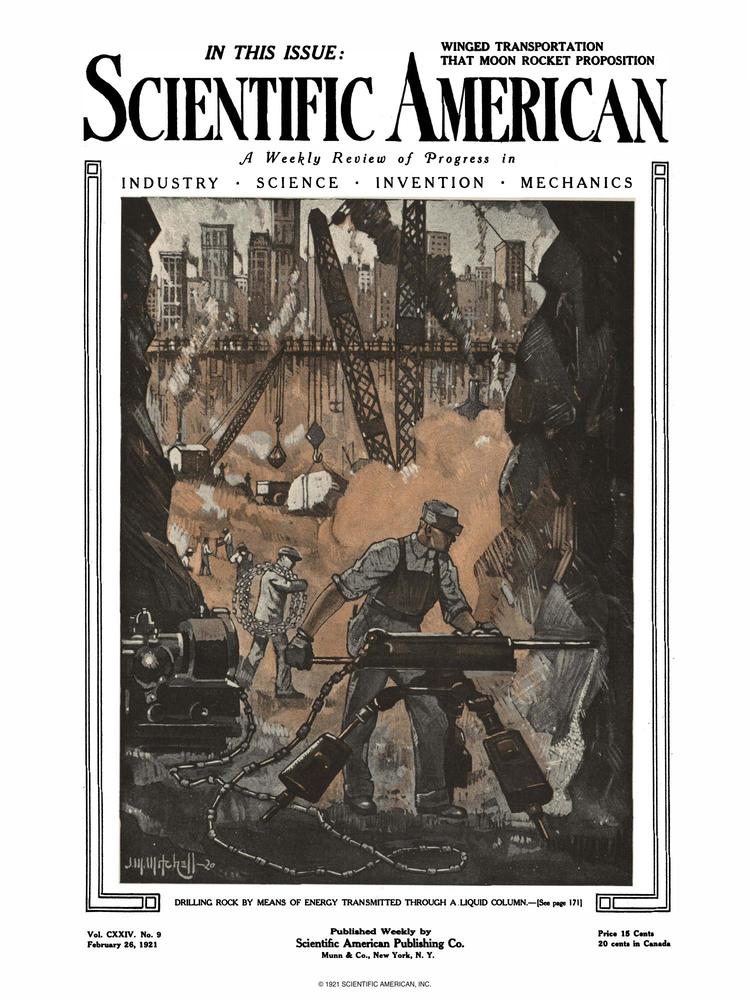 IN THIS ISSUE:
WINGED TRANSPORTATION
THAT MOON ROCKET PROPOSITION
SCIENTIFIC AMERICAN
A Weekly Review of Progress in
INDUSTRY · SCIENCE · INVENTION · MECHANICS
J.M.Mitchell-20
DRILLING ROCK BY MEANS OF ENERGY TRANSMITTED THROUGH A LIQUID COLUMN.—[See page 171]
Vol. CXXIV. No. 9
February 26, 1921
Published Weekly by
Scientific American Publishing Co.
Munn & Co., New York, N. Y.
Price 15 Cents
20 cents in Canada
© 1921 SCIENTIFIC AMERICAN, INC.